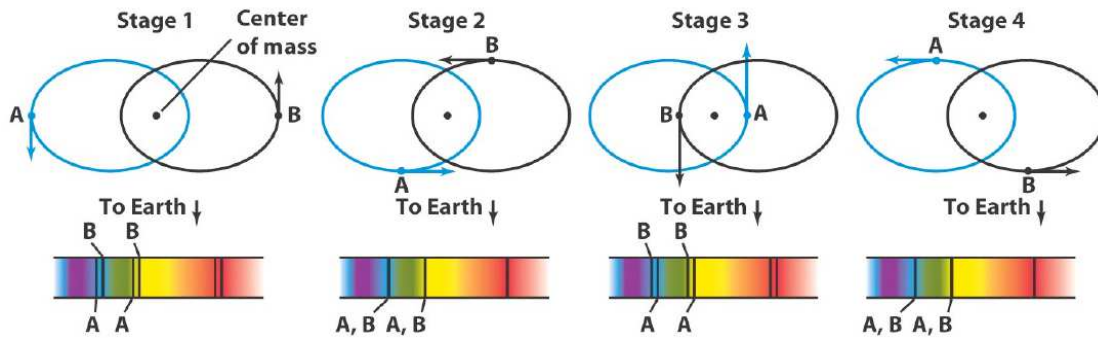 Stage 1
Center
of mass
A
B
To Earth
B B
A A
Stage 2
B
A
To Earth
A, B A, B
Stage 3
B
A
To Earth
B B
A A
Stage 4
A
B
To Earth
A, B A, B